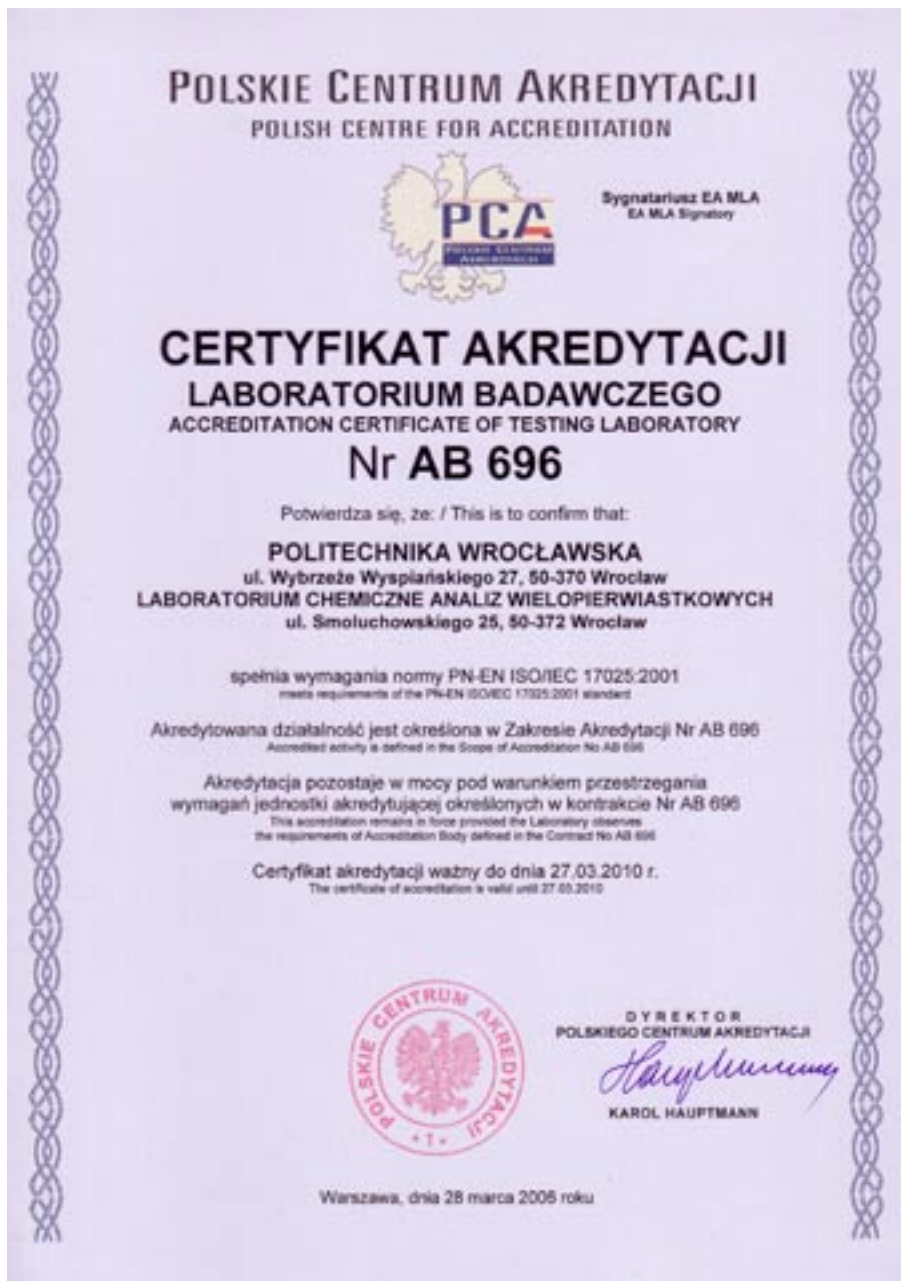 POLSKIE CENTRUM AKREDYTACJI
POLISH CENTRE FOR ACCREDITATION
PCA
POLSKIE CENTRUM
AKREDYTACJI
Sygnatariusz EA MLA
EA MLA Signatory
CERTYFIKAT AKREDYTACJI
LABORATORIUM BADAWCZEGO
ACCREDITATION CERTIFICATE OF TESTING LABORATORY
Nr AB 696
Potwierdza się, że: / This is to confirm that:
POLITECHNIKA WROCŁAWSKA
ul. Wybrzeże Wyspiańskiego 27, 50-370 Wrocław
LABORATORIUM CHEMICZNE ANALIZ WIELOPIERWIASTKOWYCH
ul. Smoluchowskiego 25, 50-372 Wrocław
spełnia wymagania normy PN-EN ISO/IEC 17025:2001
meets requirements of the PN-EN ISO/IEC 17025:2001 standard
Akredytowana działalność jest określona w Zakresie Akredytacji Nr AB 696
Accredited activity is defined in the Scope of Accreditation No AB 696
Akredytacja pozostaje w mocy pod warunkiem przestrzegania
wymagań jednostki akredytującej określonych w kontrakcie Nr AB 696
This accreditation remains in force provided the Laboratory observes
the requirements of Accreditation Body defined in the Contract No AB 696
Certyfikat akredytacji ważny do dnia 27.03.2010 r.
The certificate of accreditation is valid until 27.03.2010
POLSKIE CENTRUM AKREDYTACJI
* 1 *
DYREKTOR
POLSKIEGO CENTRUM AKREDYTACJI
KAROL HAUPTMANN
Warszawa, dnia 28 marca 2006 roku